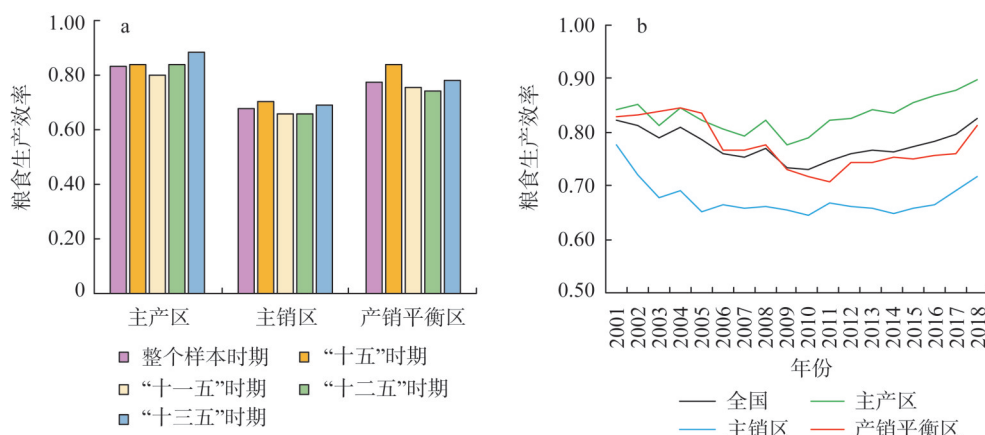 a
粮食生产效率
1.00
0.80
0.60
0.40
0.20
0
主产区
主销区
产销平衡区
整个样本时期
“十五”时期
“十一五”时期
“十二五”时期
“十三五”时期
b
粮食生产效率
1.00
0.90
0.80
0.70
0.60
0.50
2001
2002
2003
2004
2005
2006
2007
2008
2009
2010
2011
2012
2013
2014
2015
2016
2017
2018
年份
全国
主产区
主销区
产销平衡区